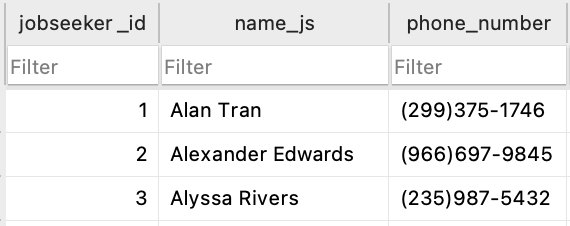 jobseeker _id name_js phone_number
Filter Filter Filter
1 Alan Tran (299)375-1746
2 Alexander Edwards (966)697-9845
3 Alyssa Rivers (235)987-5432